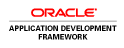 ORACLE®
APPLICATION DEVELOPMENT
FRAMEWORK